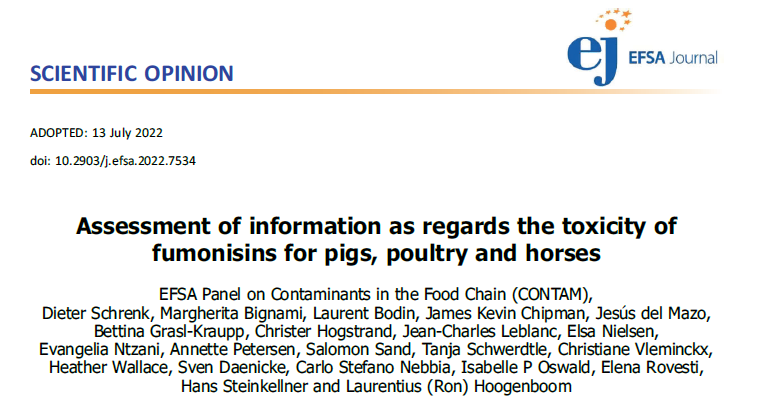 ej EFSA Journal
SCIENTIFIC OPINION
ADOPTED: 13 July 2022
doi: 10.2903/j.efsa.2022.7534
Assessment of information as regards the toxicity of
fumonisins for pigs, poultry and horses
EFSA Panel on Contaminants in the Food Chain (CONTAM),
Dieter Schrenk, Margherita Bignami, Laurent Bodin, James Kevin Chipman, Jesús del Mazo,
Bettina Grasl-Kraupp, Christer Hogstrand, Jean-Charles Leblanc, Elsa Nielsen,
Evangelia Ntzani, Annette Petersen, Salomon Sand, Tanja Schwerdtle, Christiane Vleminckx,
Heather Wallace, Sven Daenicke, Carlo Stefano Nebbia, Isabelle P Oswald, Elena Rovesti,
Hans Steinkellner and Laurentius (Ron) Hoogenboom